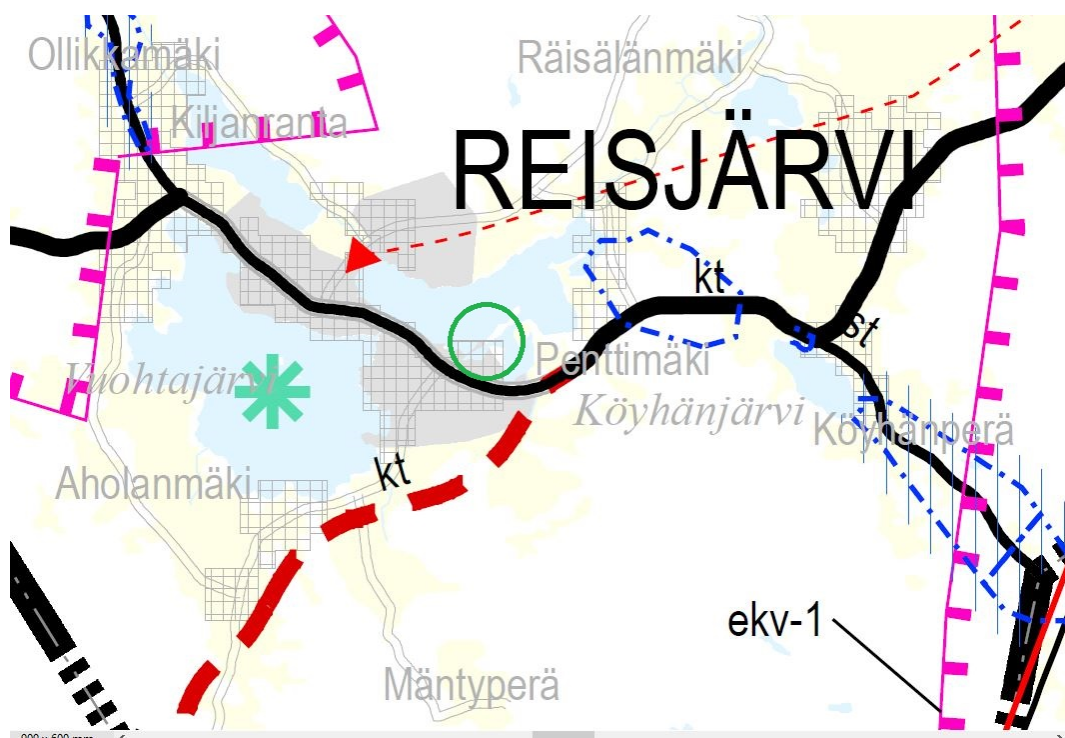 Ollikkamäki
Räisälänmäki
Kiljanranta
REISJÄRVI
kt
st
Penttimäki
Vuohtajärvi
Köyhänjärvi
Köyhänperä
kt
Aholanmäki
ekv-1
Mäntyperä